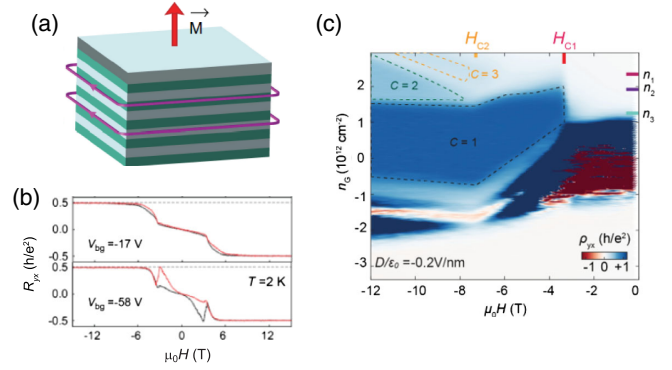 (a)
M
(b)
0.5
0.0
-0.5
V_bg =-17 V
0.5
0.0
-0.5
V_bg =-58 V
T =2 K
R_yx (h/e²)
-12
-6
0
6
12
μ₀H (T)
(c)
H_C2
H_C1
C = 3
C = 2
C = 1
n₁
n₂
n₃
2
1
0
-1
-2
-3
n_G (10¹² cm⁻²)
ρ_yx (h/e²)
-1 0 +1
D/ε₀ =-0.2V/nm
-12
-10
-8
-6
-4
-2
0
μ₀H (T)